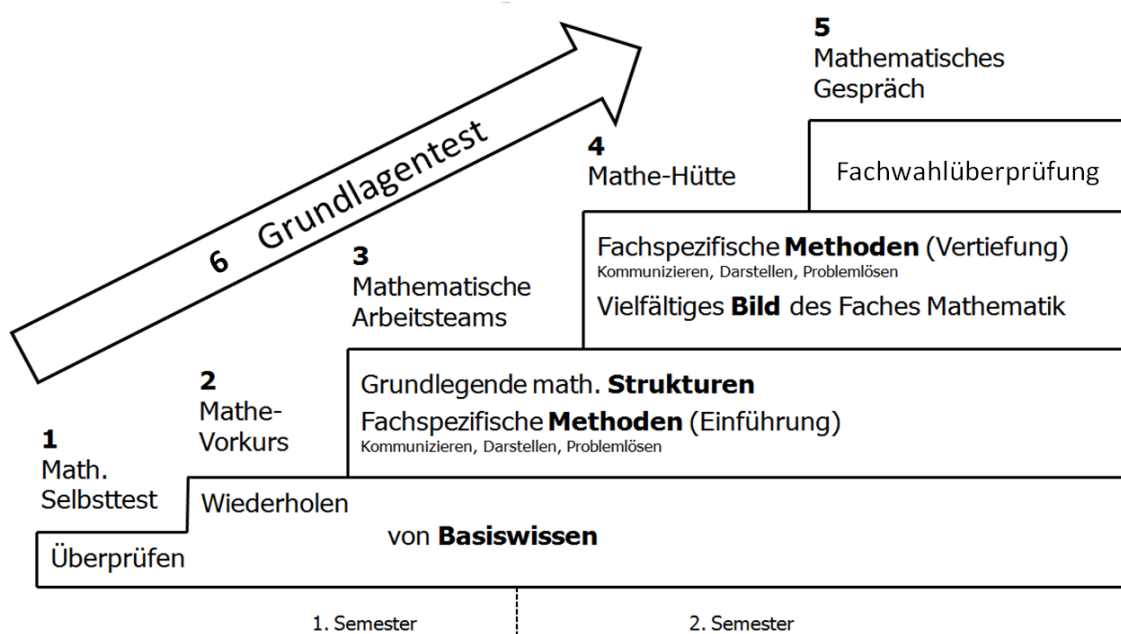 6 Grundlagentest
1
Math.
Selbsttest
Überprüfen
2
Mathe-
Vorkurs
Wiederholen
von Basiswissen
3
Mathematische
Arbeitsteams
Grundlegende math. Strukturen
Fachspezifische Methoden (Einführung)
Kommunizieren, Darstellen, Problemlösen
4
Mathe-Hütte
Fachspezifische Methoden (Vertiefung)
Kommunizieren, Darstellen, Problemlösen
Vielfältiges Bild des Faches Mathematik
5
Mathematisches
Gespräch
Fachwahlüberprüfung
1. Semester
2. Semester